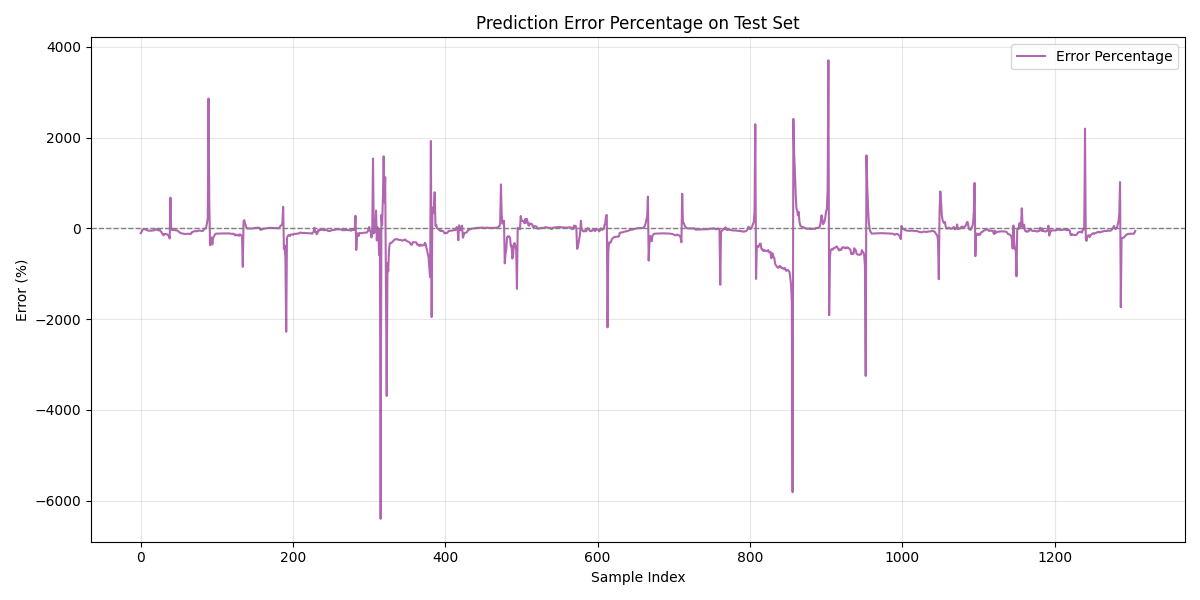 Prediction Error Percentage on Test Set
Error Percentage
4000
2000
0
−2000
−4000
−6000
Error (%)
0 200 400 600 800 1000 1200
Sample Index